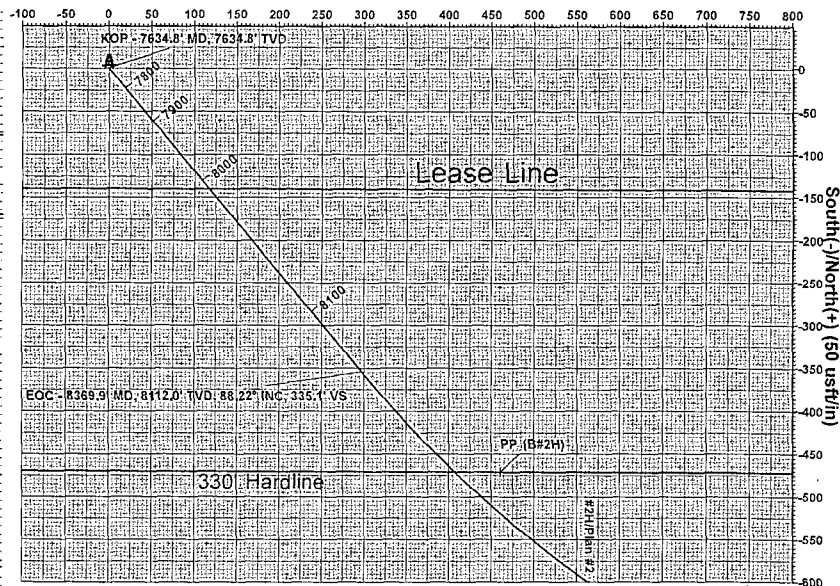 -100 -50 0 50 100 150 200 250 300 350 400 450 500 550 600 650 700 750 800
KOP - 7634.8' MD, 7634.8' TVD
A
0
7800
-50
7900
-100
8000
Lease Line
-150
-200
-250
8100
-300
-350
EOC - 8369.9' MD, 8112.0' TVD, 88.22° INC, 335.1' VS
-400
PP (B#2H)
-450
330' Hardline
-500
#2H/Plan #2
-550
-600
South(-)/North(+) (50 usft/in)